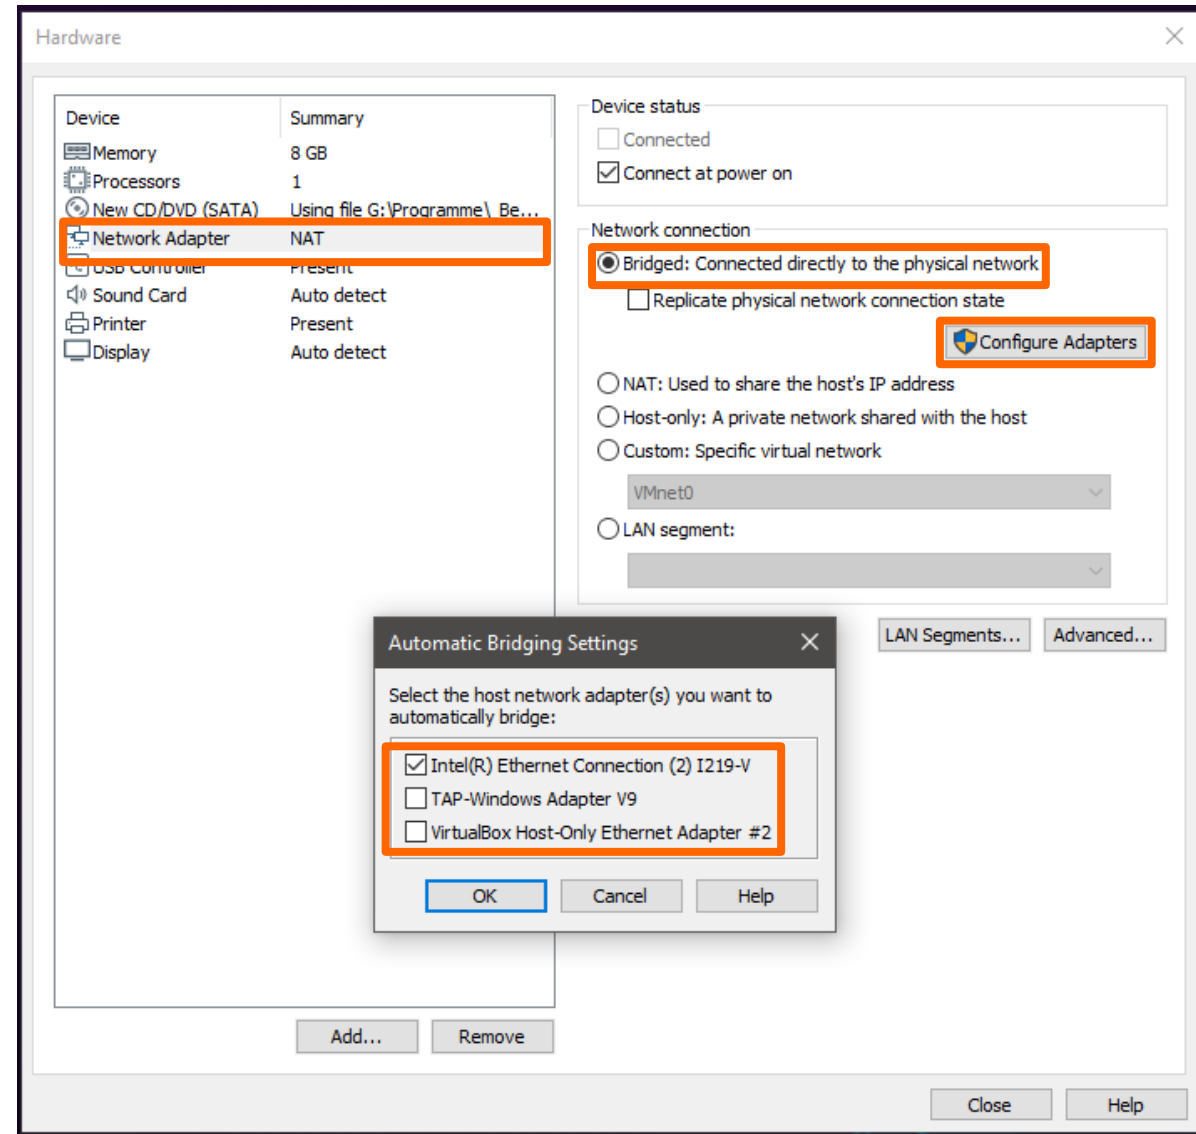 Hardware
Device Summary
Memory 8 GB
Processors 1
New CD/DVD (SATA) Using file G:\Programme\_Be...
Network Adapter NAT
USB Controller Present
Sound Card Auto detect
Printer Present
Display Auto detect
Add... Remove
Device status
Connected
Connect at power on
Network connection
Bridged: Connected directly to the physical network
Replicate physical network connection state
Configure Adapters
NAT: Used to share the host's IP address
Host-only: A private network shared with the host
Custom: Specific virtual network
VMnet0
LAN segment:
LAN Segments... Advanced...
Automatic Bridging Settings
Select the host network adapter(s) you want to
automatically bridge:
Intel(R) Ethernet Connection (2) I219-V
TAP-Windows Adapter V9
VirtualBox Host-Only Ethernet Adapter #2
OK Cancel Help
Close Help